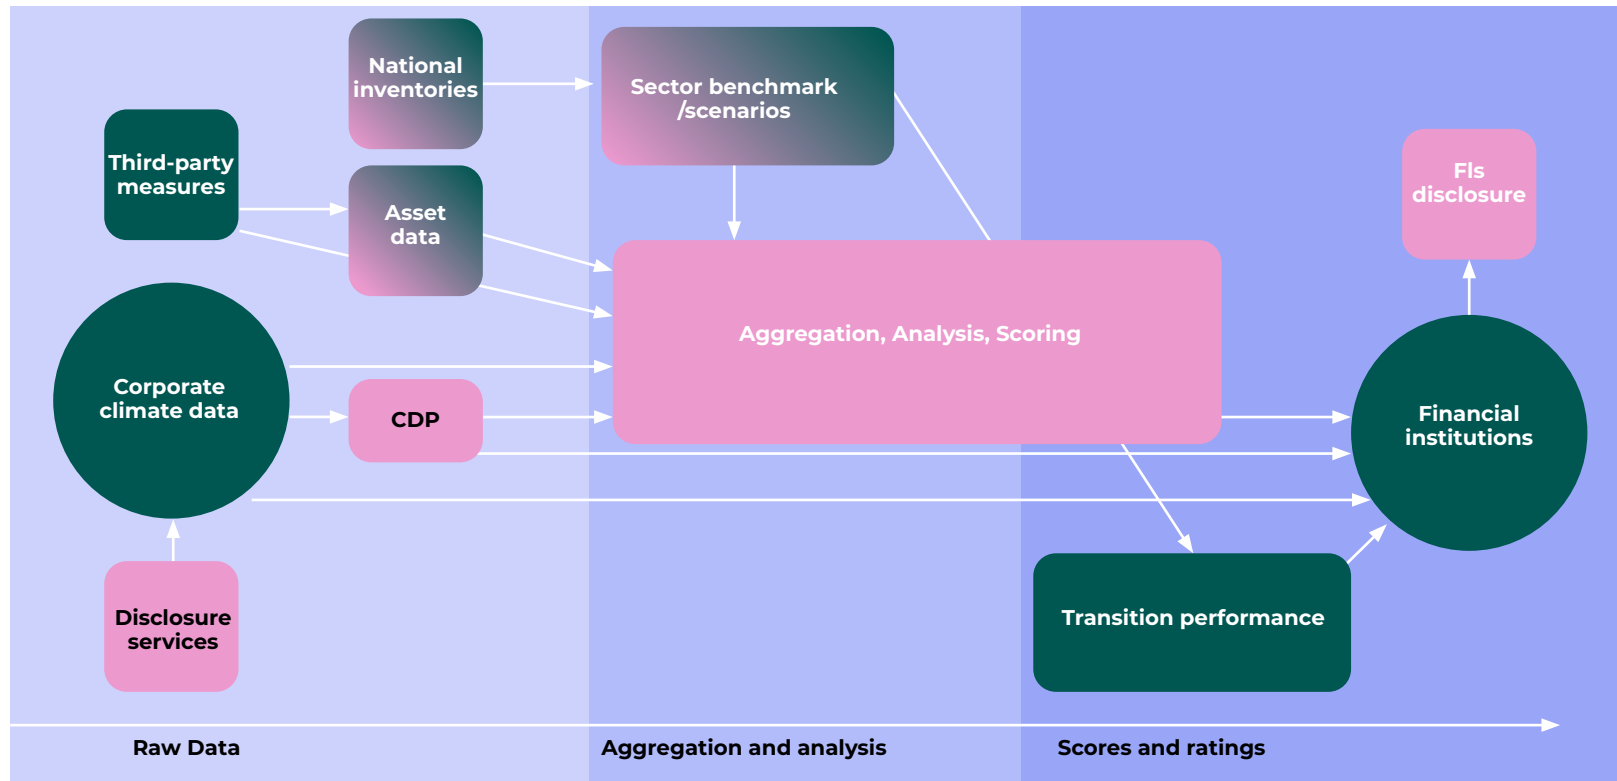 National
inventories
Sector benchmark
/scenarios
Third-party
measures
FIs
disclosure
Asset
data
Aggregation, Analysis, Scoring
Corporate
climate data
CDP
Financial
institutions
Disclosure
services
Transition performance
Raw Data
Aggregation and analysis
Scores and ratings